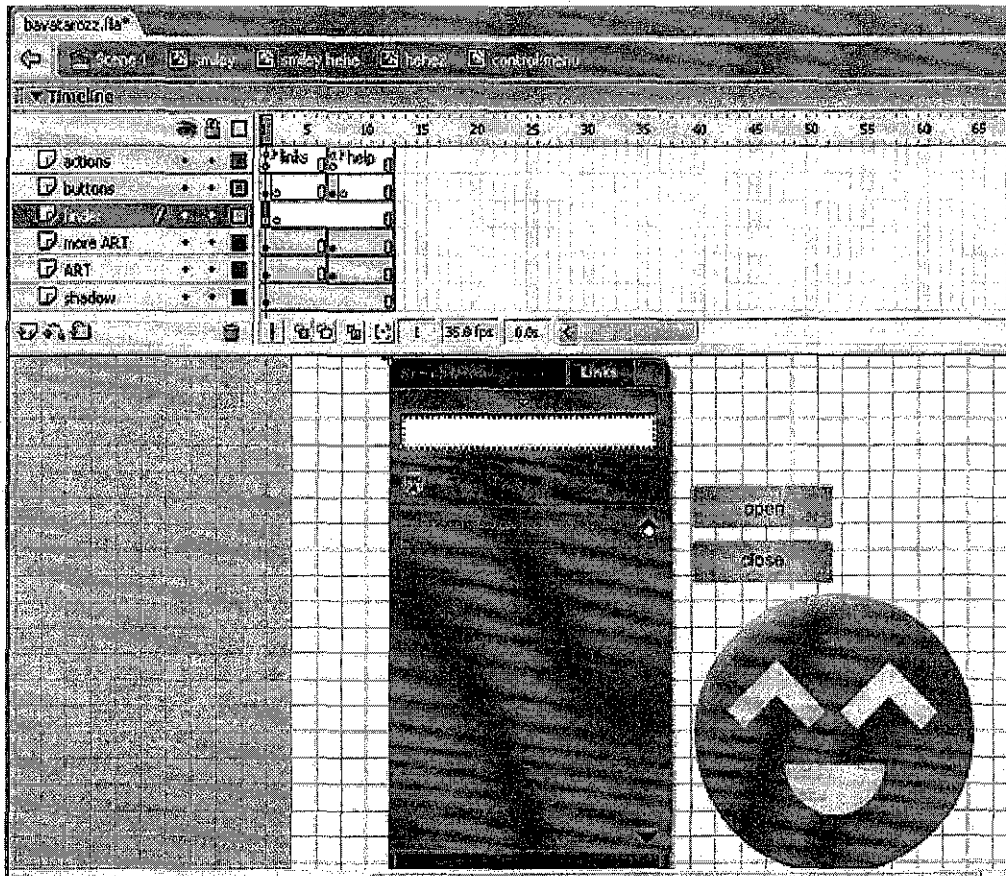 bavatarozz.fla*
Scene 1 smiley smiley hehe hehez controlmenu
Timeline
5 10 15 20 25 30 35 40 45 50 55 60 65
actions links help
buttons
more ART
ART
shadow
1 35.0 fps 0.0s
Links
open
close